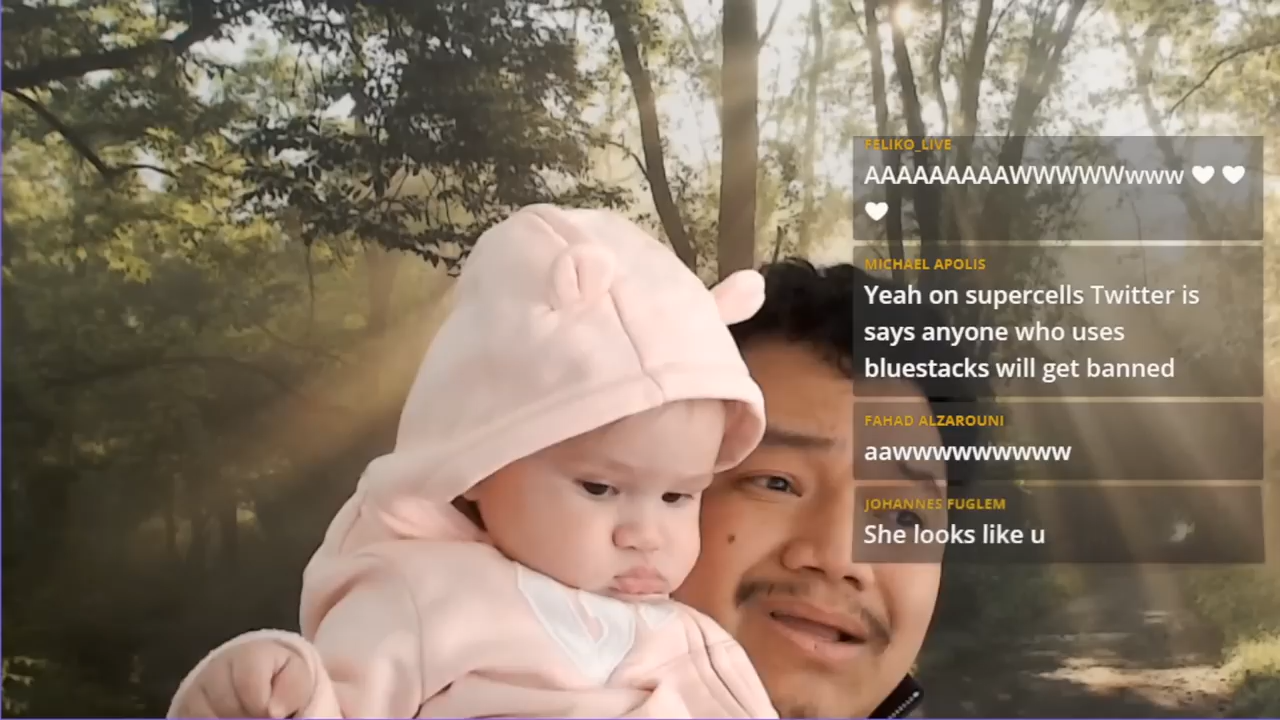 FELIKO_LIVE
AAAAAAAAAWWWWWwww 🤍 🤍
🤍
MICHAEL APOLIS
Yeah on supercells Twitter is
says anyone who uses
bluestacks will get banned
FAHAD ALZAROUNI
aawwwwwwwww
JOHANNES FUGLEM
She looks like u